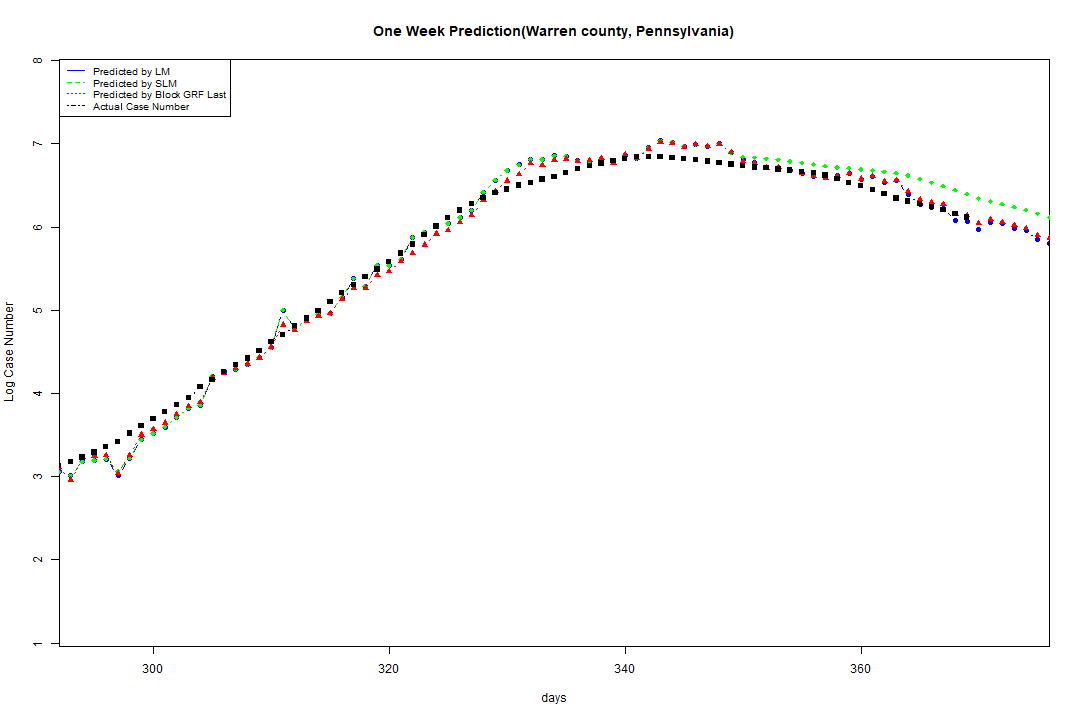 One Week Prediction(Warren county, Pennsylvania)
Predicted by LM
Predicted by SLM
Predicted by Block GRF Last
Actual Case Number
8
7
6
5
4
3
2
1
Log Case Number
300 320 340 360
days